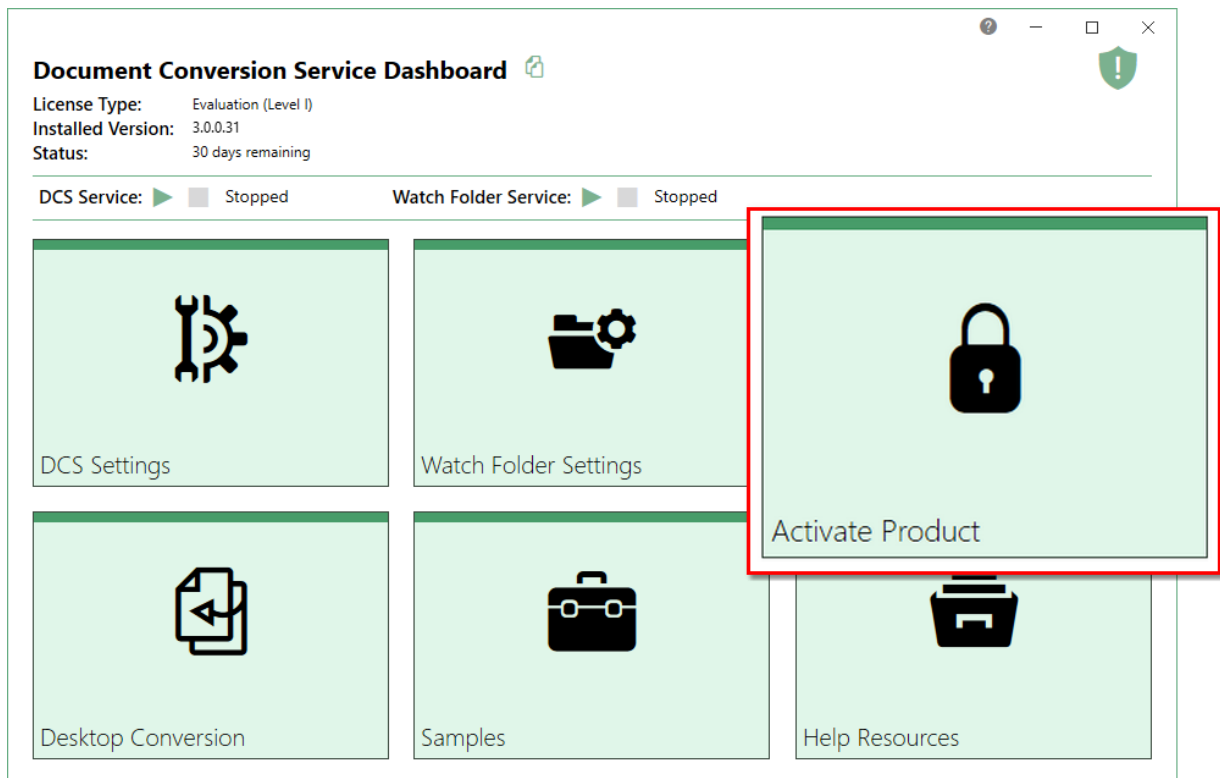 Document Conversion Service Dashboard
License Type: Evaluation (Level I)
Installed Version: 3.0.0.31
Status: 30 days remaining
DCS Service: Stopped Watch Folder Service: Stopped
DCS Settings
Watch Folder Settings
Activate Product
Desktop Conversion
Samples
Help Resources